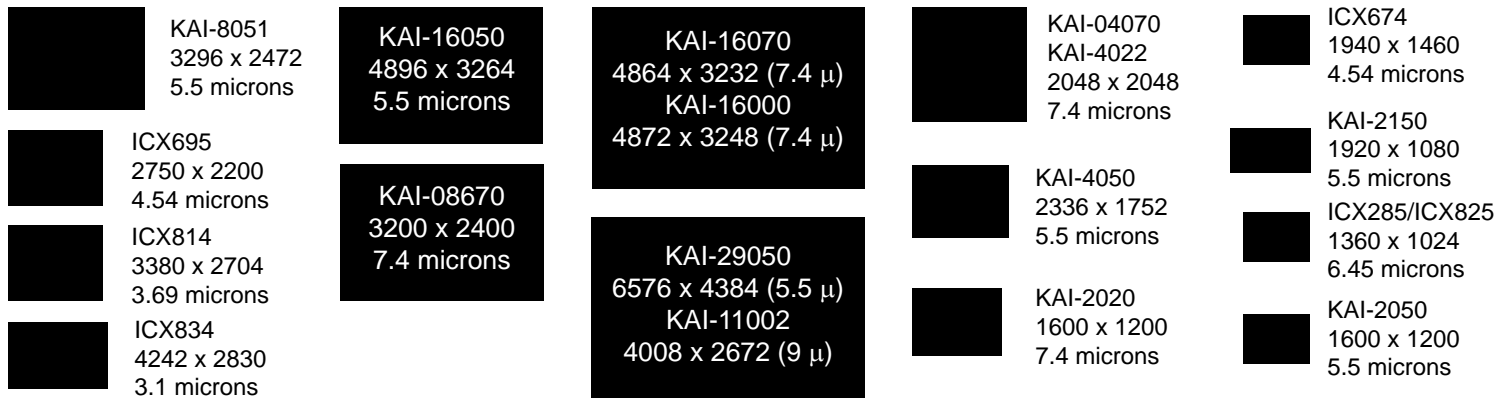 KAI-8051
3296 x 2472
5.5 microns
ICX695
2750 x 2200
4.54 microns
ICX814
3380 x 2704
3.69 microns
ICX834
4242 x 2830
3.1 microns
KAI-16050
4896 x 3264
5.5 microns
KAI-08670
3200 x 2400
7.4 microns
KAI-16070
4864 x 3232 (7.4 μ)
KAI-16000
4872 x 3248 (7.4 μ)
KAI-29050
6576 x 4384 (5.5 μ)
KAI-11002
4008 x 2672 (9 μ)
KAI-04070
KAI-4022
2048 x 2048
7.4 microns
KAI-4050
2336 x 1752
5.5 microns
KAI-2020
1600 x 1200
7.4 microns
ICX674
1940 x 1460
4.54 microns
KAI-2150
1920 x 1080
5.5 microns
ICX285/ICX825
1360 x 1024
6.45 microns
KAI-2050
1600 x 1200
5.5 microns